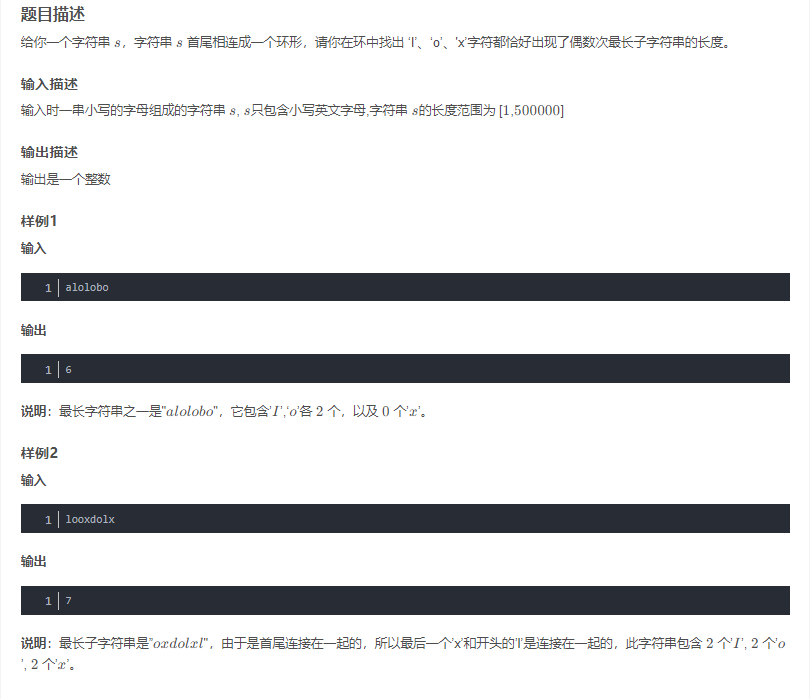 题目描述
给你一个字符串 s，字符串 s 首尾相连成一个环形，请你在环中找出 'l'、'o'、'x'字符都恰好出现了偶数次最长子字符串的长度。
输入描述
输入时一串小写的字母组成的字符串 s, s只包含小写英文字母,字符串 s的长度范围为 [1,500000]
输出描述
输出是一个整数
样例1
输入
1 alolobo
输出
1 6
说明：最长字符串之一是"alolobo"，它包含'I','o'各 2 个，以及 0 个'x'。
样例2
输入
1 looxdolx
输出
1 7
说明：最长子字符串是"oxdolxl"，由于是首尾连接在一起的，所以最后一个'x'和开头的'l'是连接在一起的，此字符串包含 2 个'I', 2 个'o
', 2 个'x'。